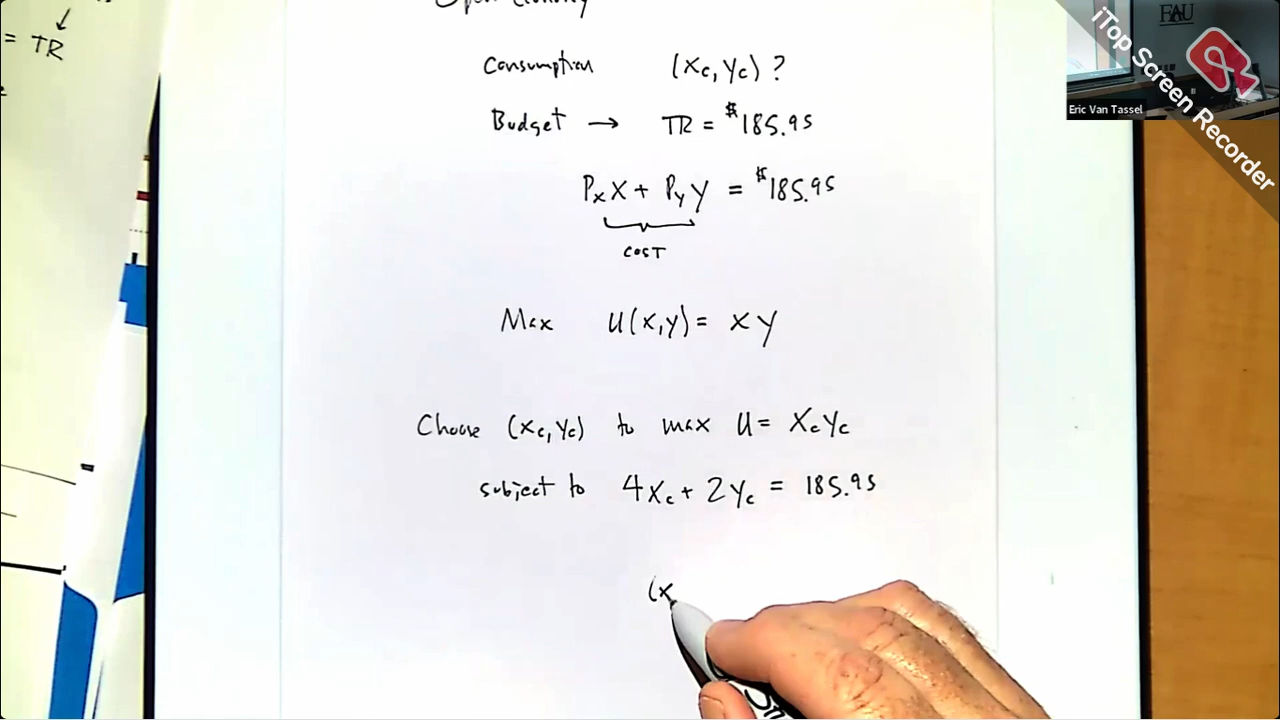 = TR
Consumption (Xc, Yc) ?
Budget → TR = $185.95
PxX + PyY = $185.95
COST
Max U(x,y) = XY
Choose (Xc, Yc) to max U = XcYc
subject to 4Xc + 2Yc = 185.95
(x
FAU
Eric Van Tassel
iTop Screen Recorder